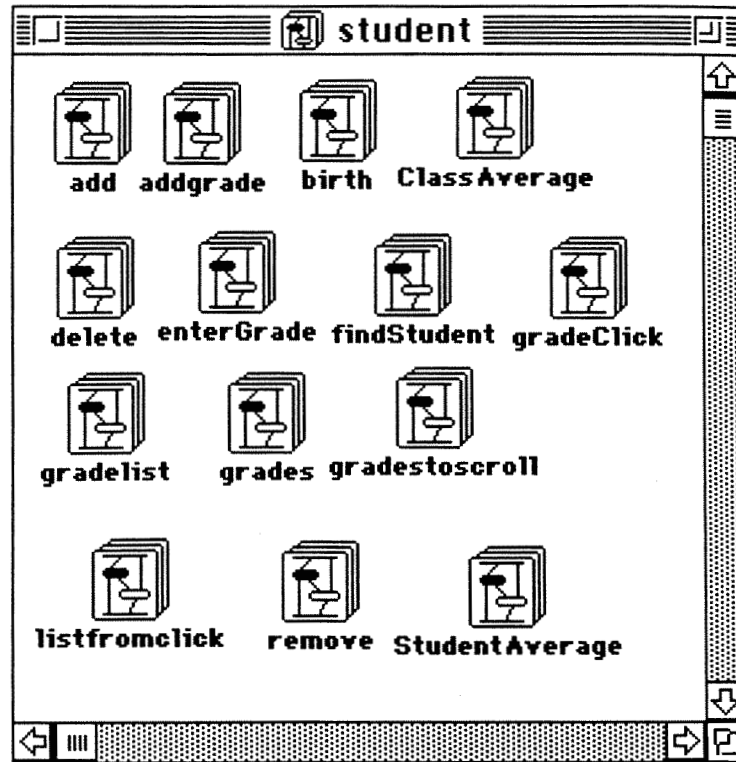 student
add addgrade birth ClassAverage
delete enterGrade findStudent gradeClick
gradelist grades gradestoscroll
listfromclick remove StudentAverage